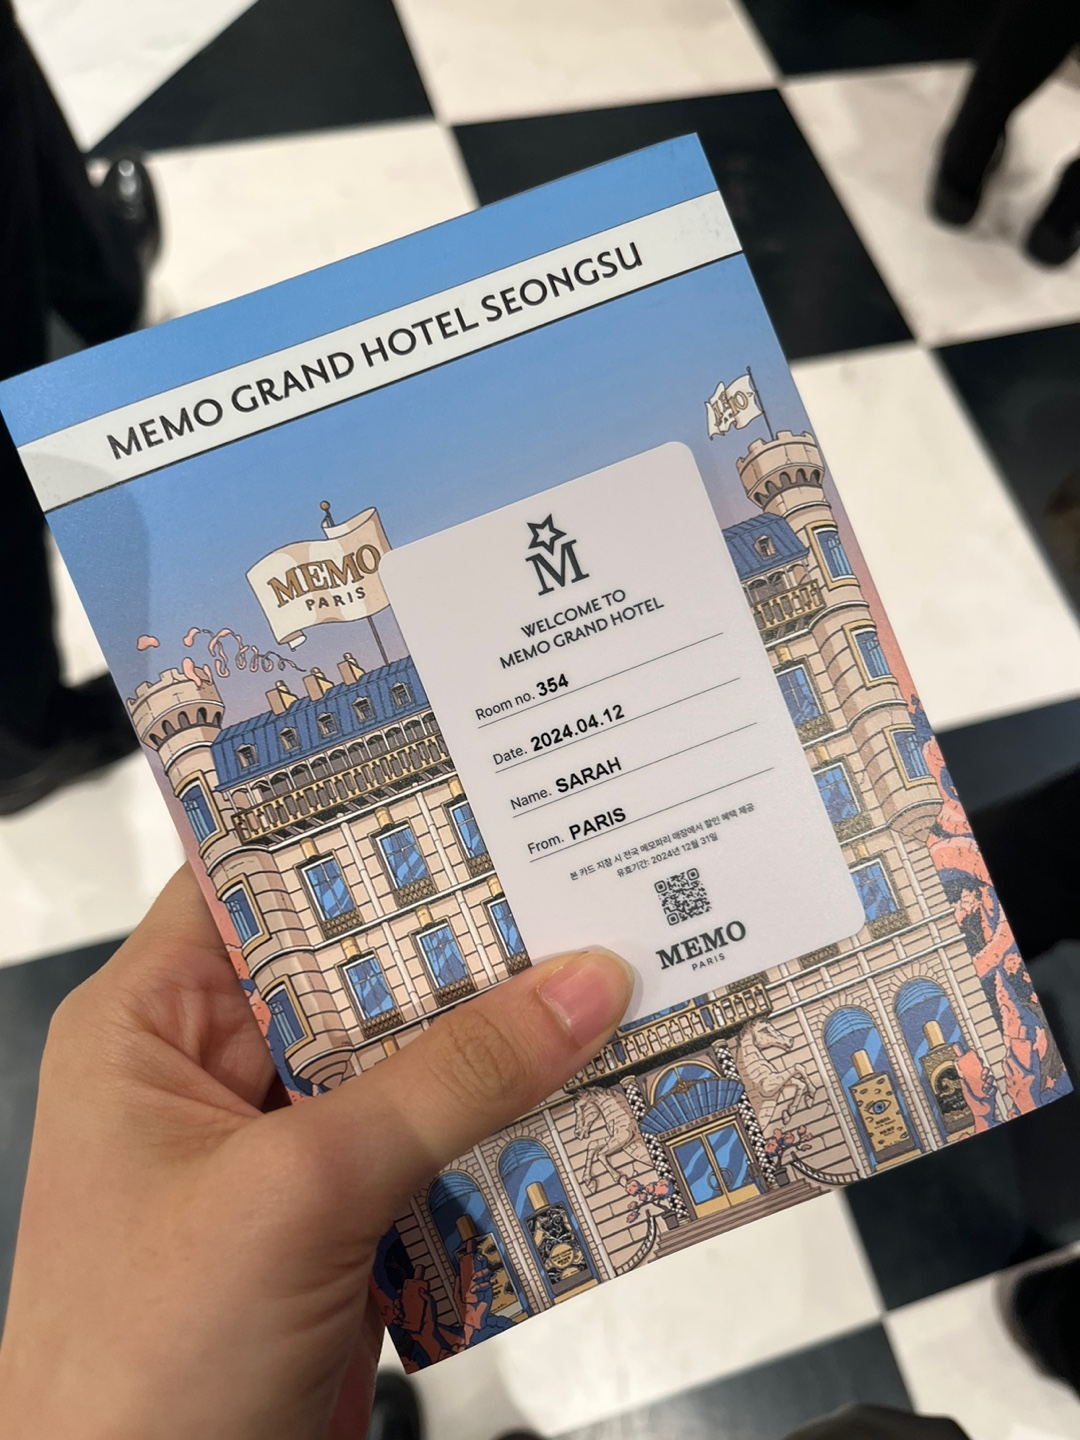 MEMO GRAND HOTEL SEONGSU
MEMO
PARIS
M
WELCOME TO
MEMO GRAND HOTEL
Room no. 354
Date. 2024.04.12
Name. SARAH
From. PARIS
본 카드 지참 시 전국 메모파리 매장에서 할인 혜택 제공
유효기간: 2024년 12월 31일
MEMO
PARIS